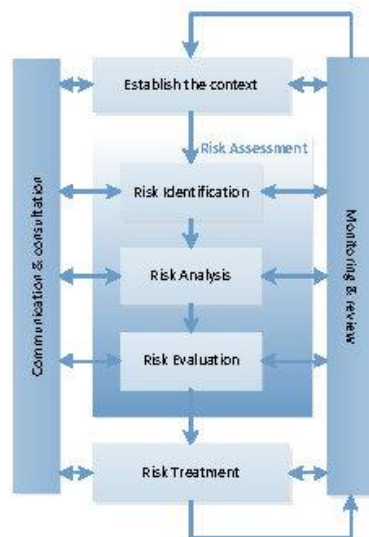 Establish the context
Risk Assessment
Communication & consultation
Risk Identification
Monitoring & review
Risk Analysis
Risk Evaluation
Risk Treatment